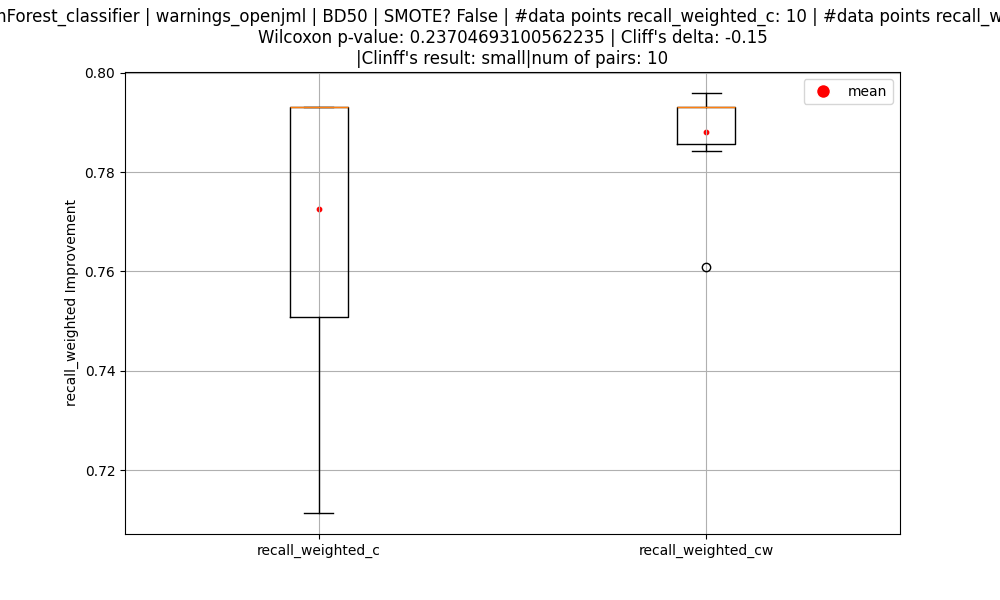 nForest_classifier | warnings_openjml | BD50 | SMOTE? False | #data points recall_weighted_c: 10 | #data points recall_w
Wilcoxon p-value: 0.23704693100562235 | Cliff's delta: -0.15
|Clinff's result: small|num of pairs: 10
mean
0.80
0.78
0.76
0.74
0.72
recall_weighted Improvement
recall_weighted_c
recall_weighted_cw